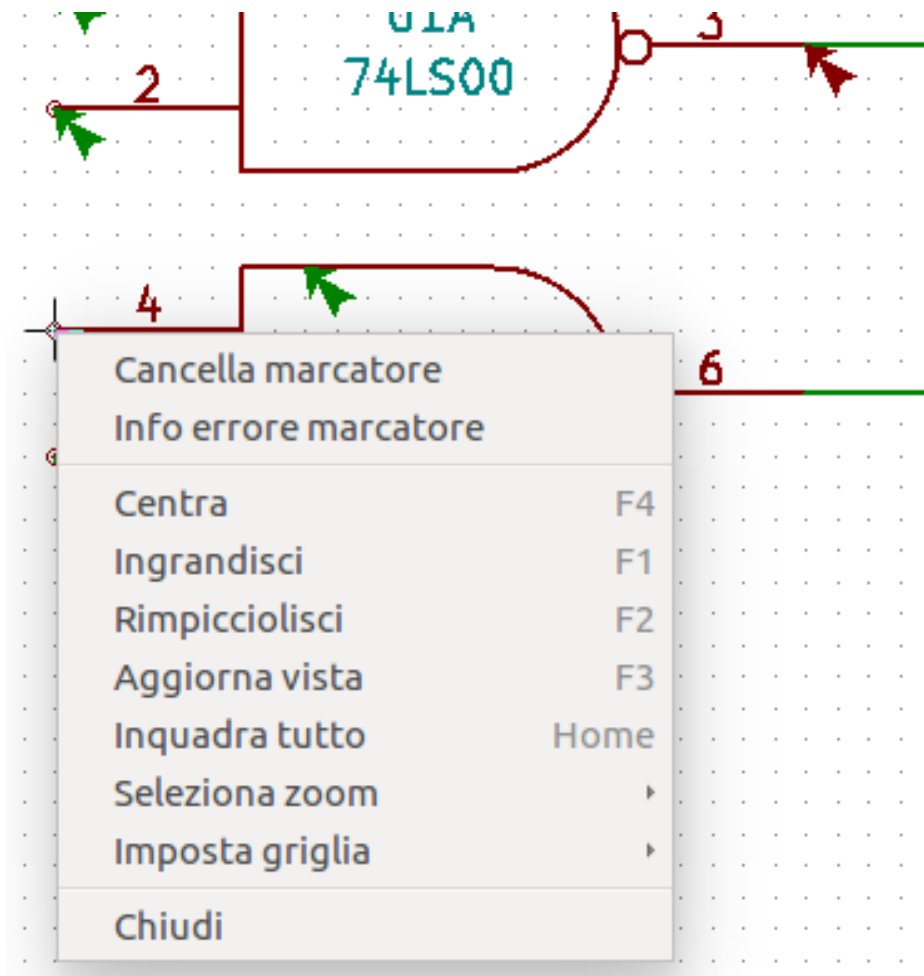 U1A
3
74LS00
2
4
6
Cancella marcatore
Info errore marcatore
Centra F4
Ingrandisci F1
Rimpicciolisci F2
Aggiorna vista F3
Inquadra tutto Home
Seleziona zoom
Imposta griglia
Chiudi